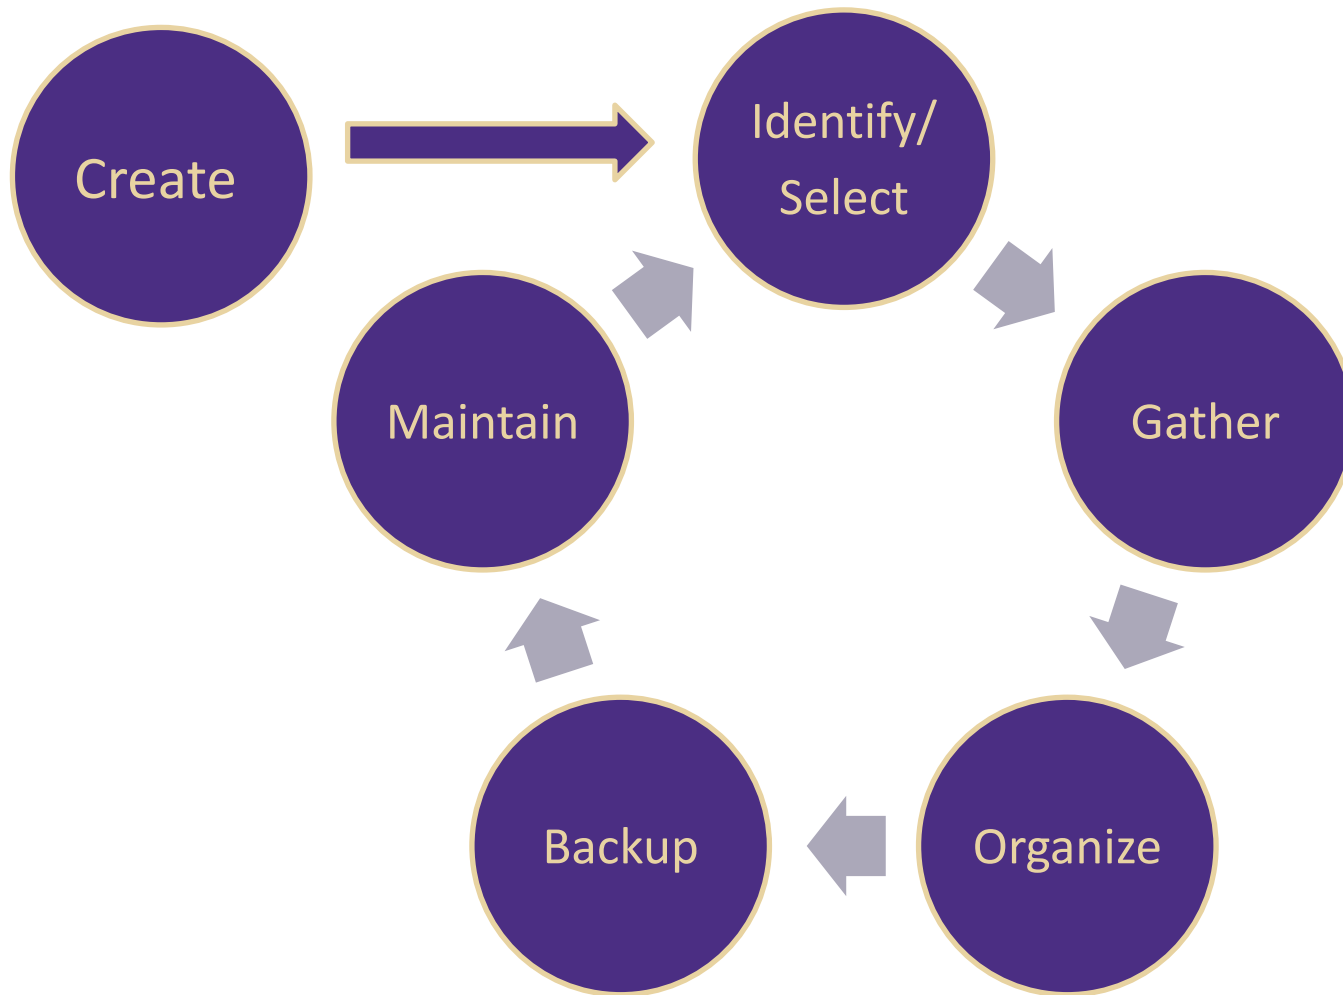 Create
Identify/
Select
Gather
Organize
Backup
Maintain